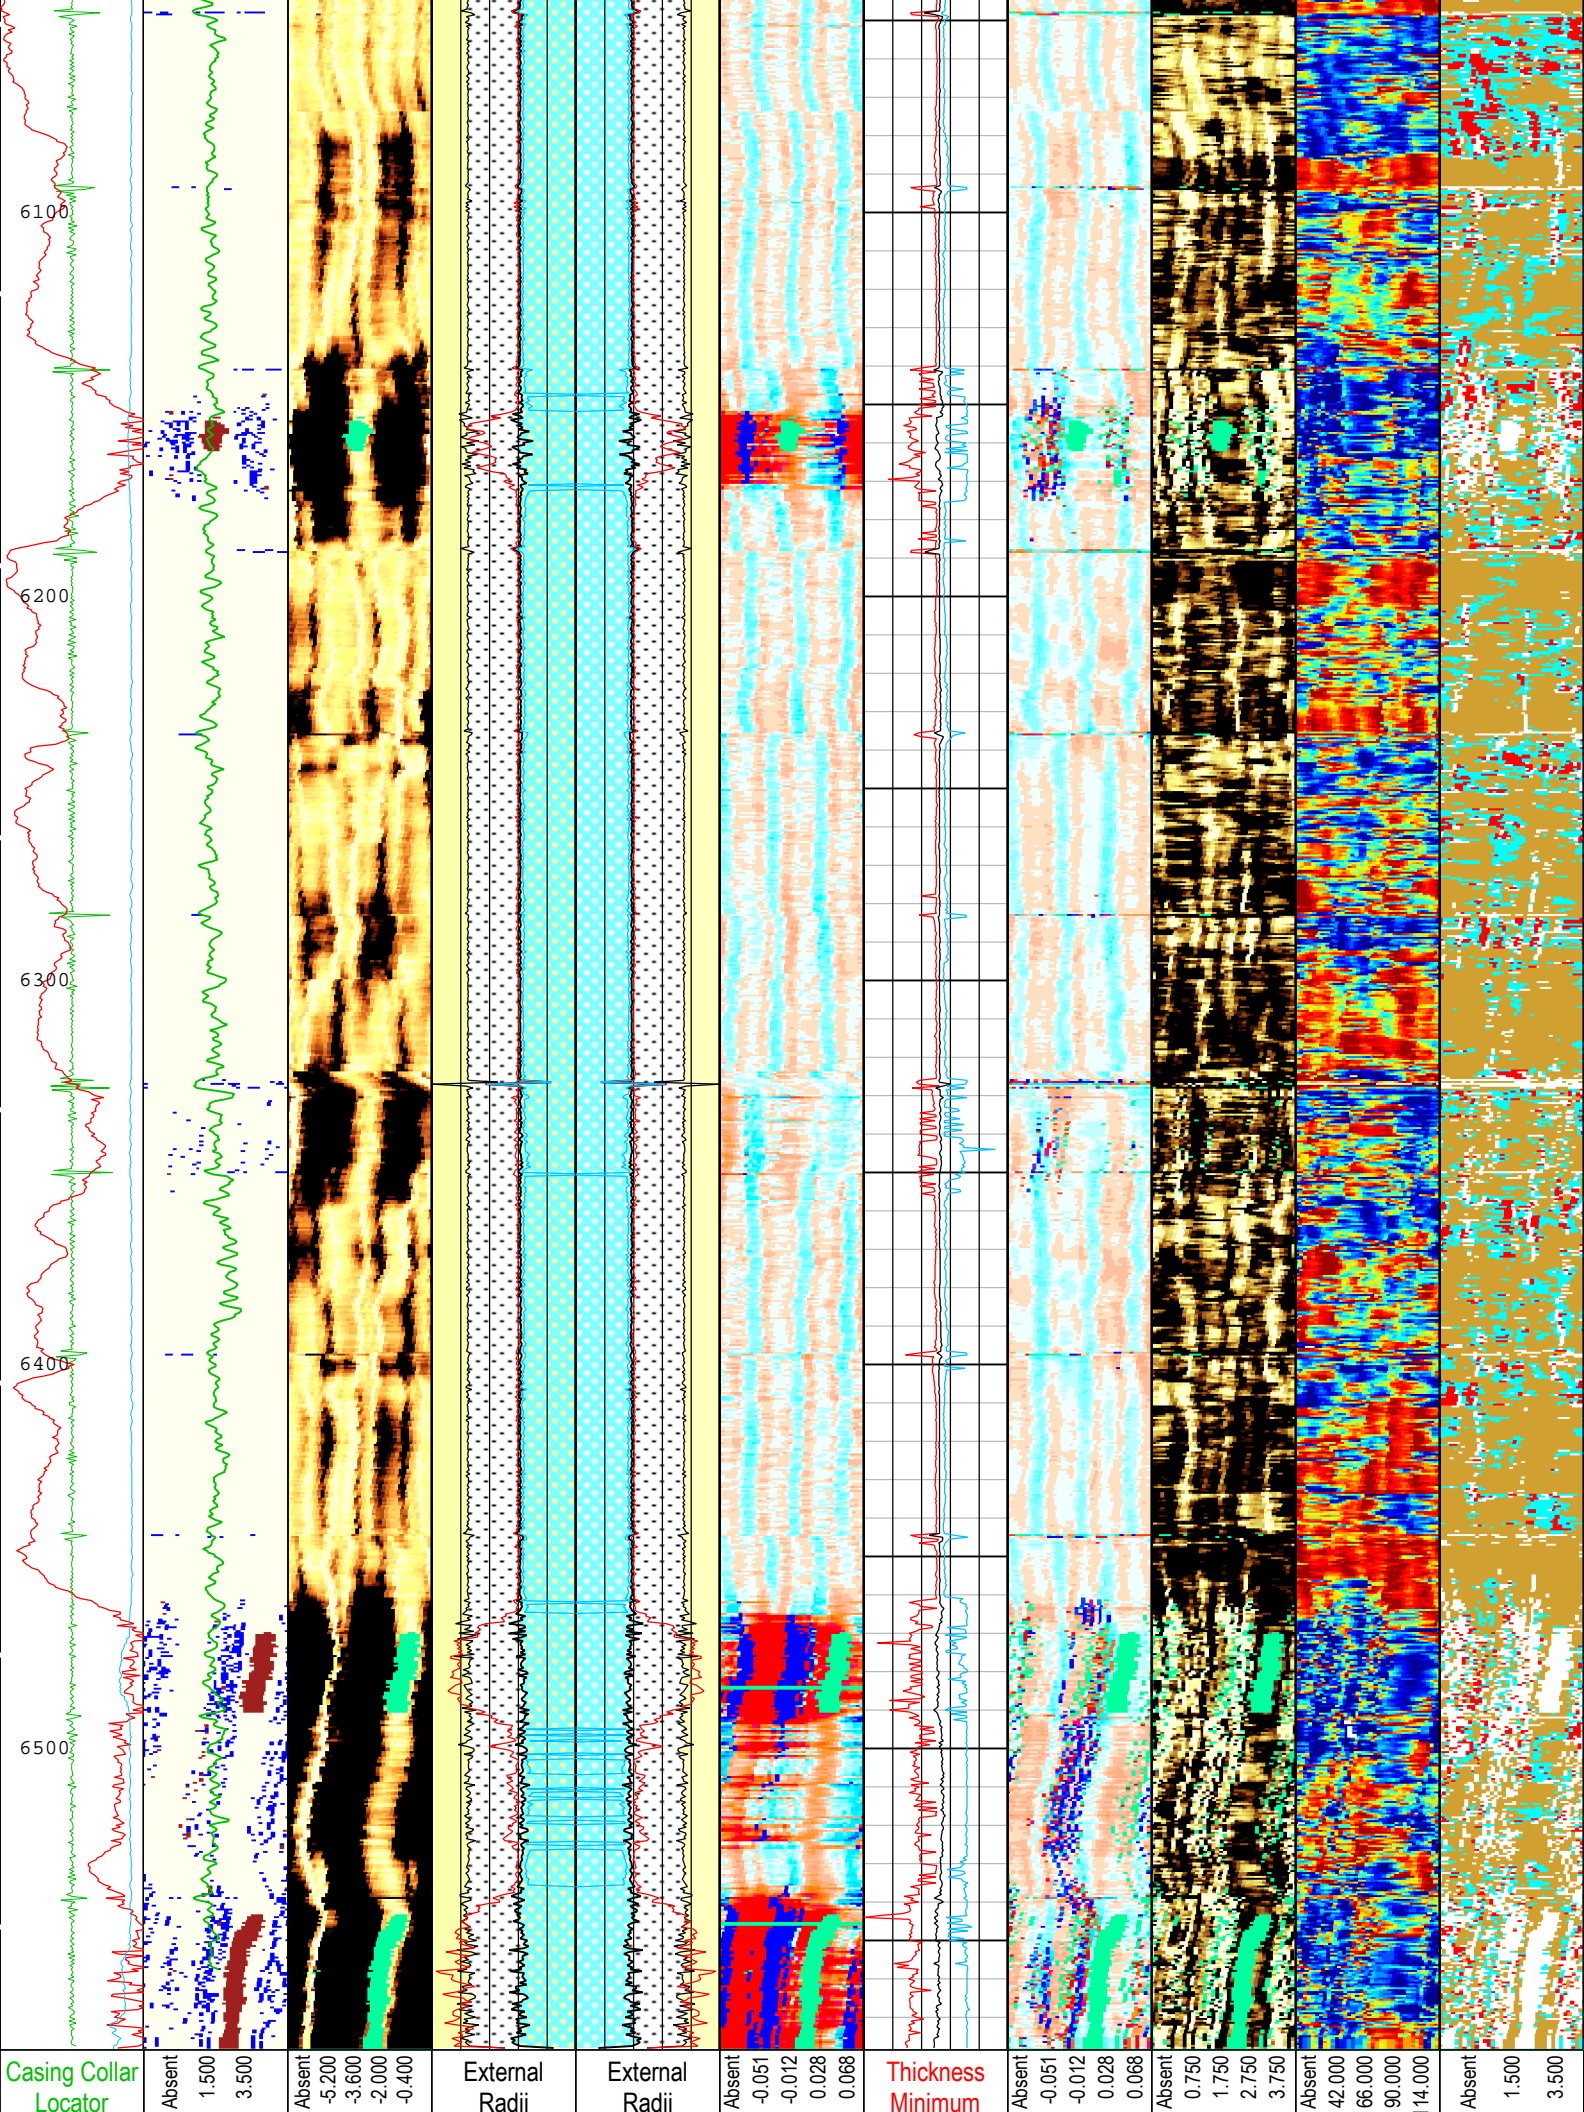 6100
6200
6300
6400
6500
Casing Collar
Locator
Absent
1.500
3.500
Absent
-5.200
-3.600
-2.000
-0.400
External
Radii
External
Radii
Absent
-0.051
-0.012
0.028
0.068
Thickness
Minimum
Absent
-0.051
-0.012
0.028
0.068
Absent
0.750
1.750
2.750
3.750
42.000
66.000
90.000
114.000
Absent
1.500
3.500